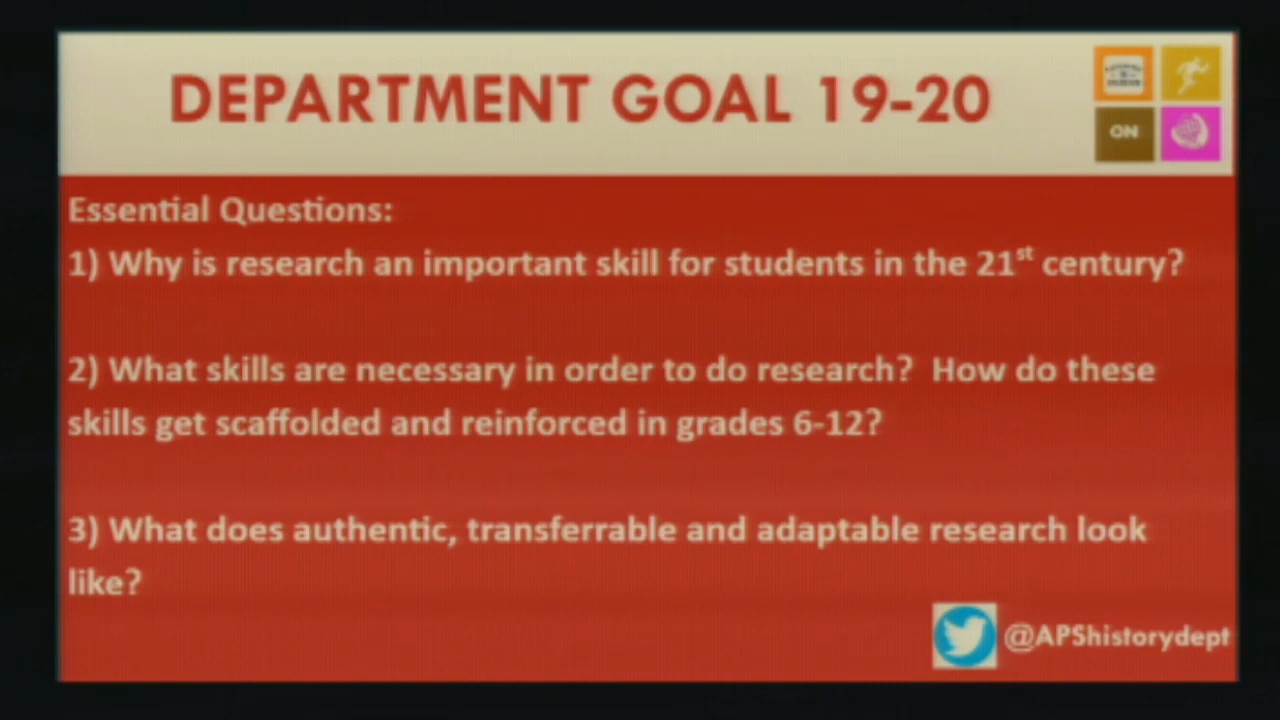 DEPARTMENT GOAL 19-20
ON
Essential Questions:
1) Why is research an important skill for students in the 21st century?
2) What skills are necessary in order to do research? How do these
skills get scaffolded and reinforced in grades 6-12?
3) What does authentic, transferrable and adaptable research look
like?
@APShistorydept